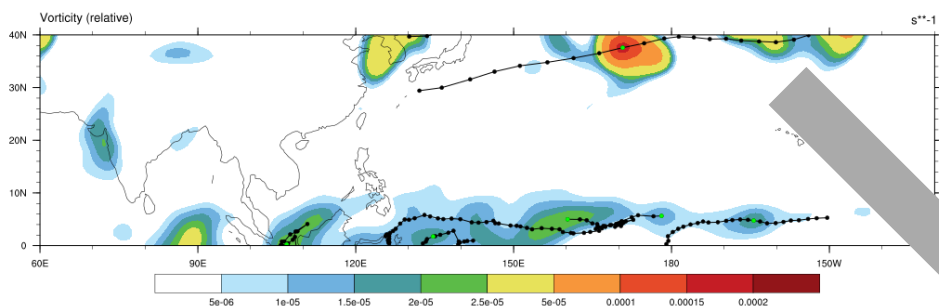 Vorticity (relative) s**-1
40N
30N
20N
10N
0
60E 90E 120E 150E 180 150W
5e-06 1e-05 1.5e-05 2e-05 2.5e-05 5e-05 0.0001 0.00015 0.0002